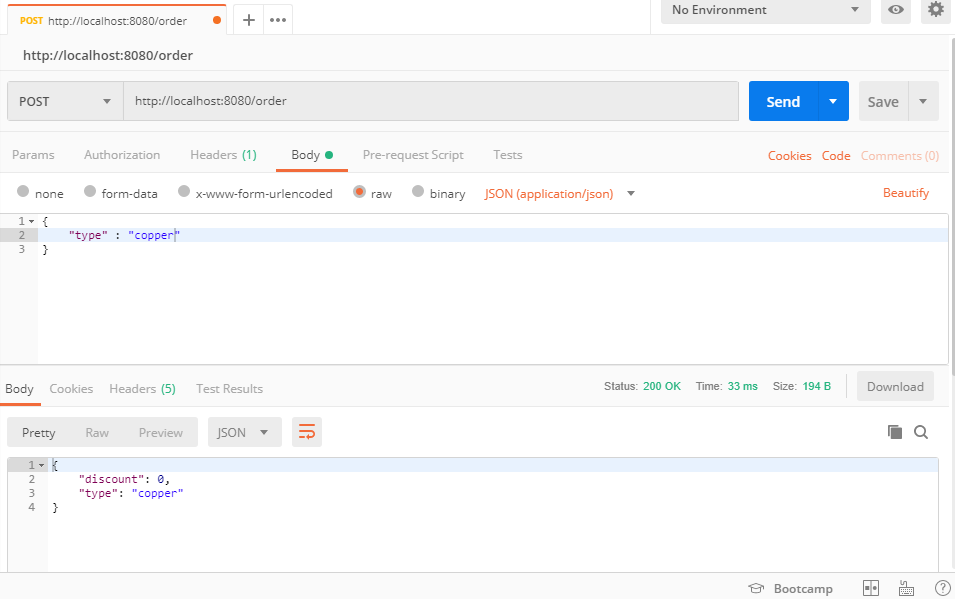 POST http://localhost:8080/order
No Environment
http://localhost:8080/order
POST http://localhost:8080/order Send Save
Params Authorization Headers (1) Body Pre-request Script Tests Cookies Code Comments (0)
none form-data x-www-form-urlencoded raw binary JSON (application/json) Beautify
1 {
2 "type" : "copper"
3 }
Body Cookies Headers (5) Test Results Status: 200 OK Time: 33 ms Size: 194 B Download
Pretty Raw Preview JSON
1 {
2 "discount": 0,
3 "type": "copper"
4 }
Bootcamp